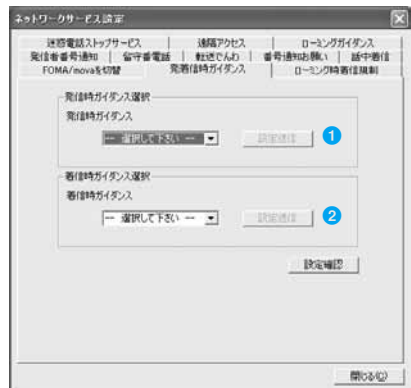 ネットワークサービス設定
迷惑電話ストップサービス 遠隔アクセス ローミングガイダンス
発信者番号通知 留守番電話 転送でんわ 番号通知お願い 話中着信
FOMA/movaを切替 発着信時ガイダンス ローミング時着信規制
発信時ガイダンス選択
発信時ガイダンス
-- 選択して下さい -- 設定送信 1
着信時ガイダンス選択
着信時ガイダンス
-- 選択して下さい -- 設定送信 2
設定確認
閉じる(C)